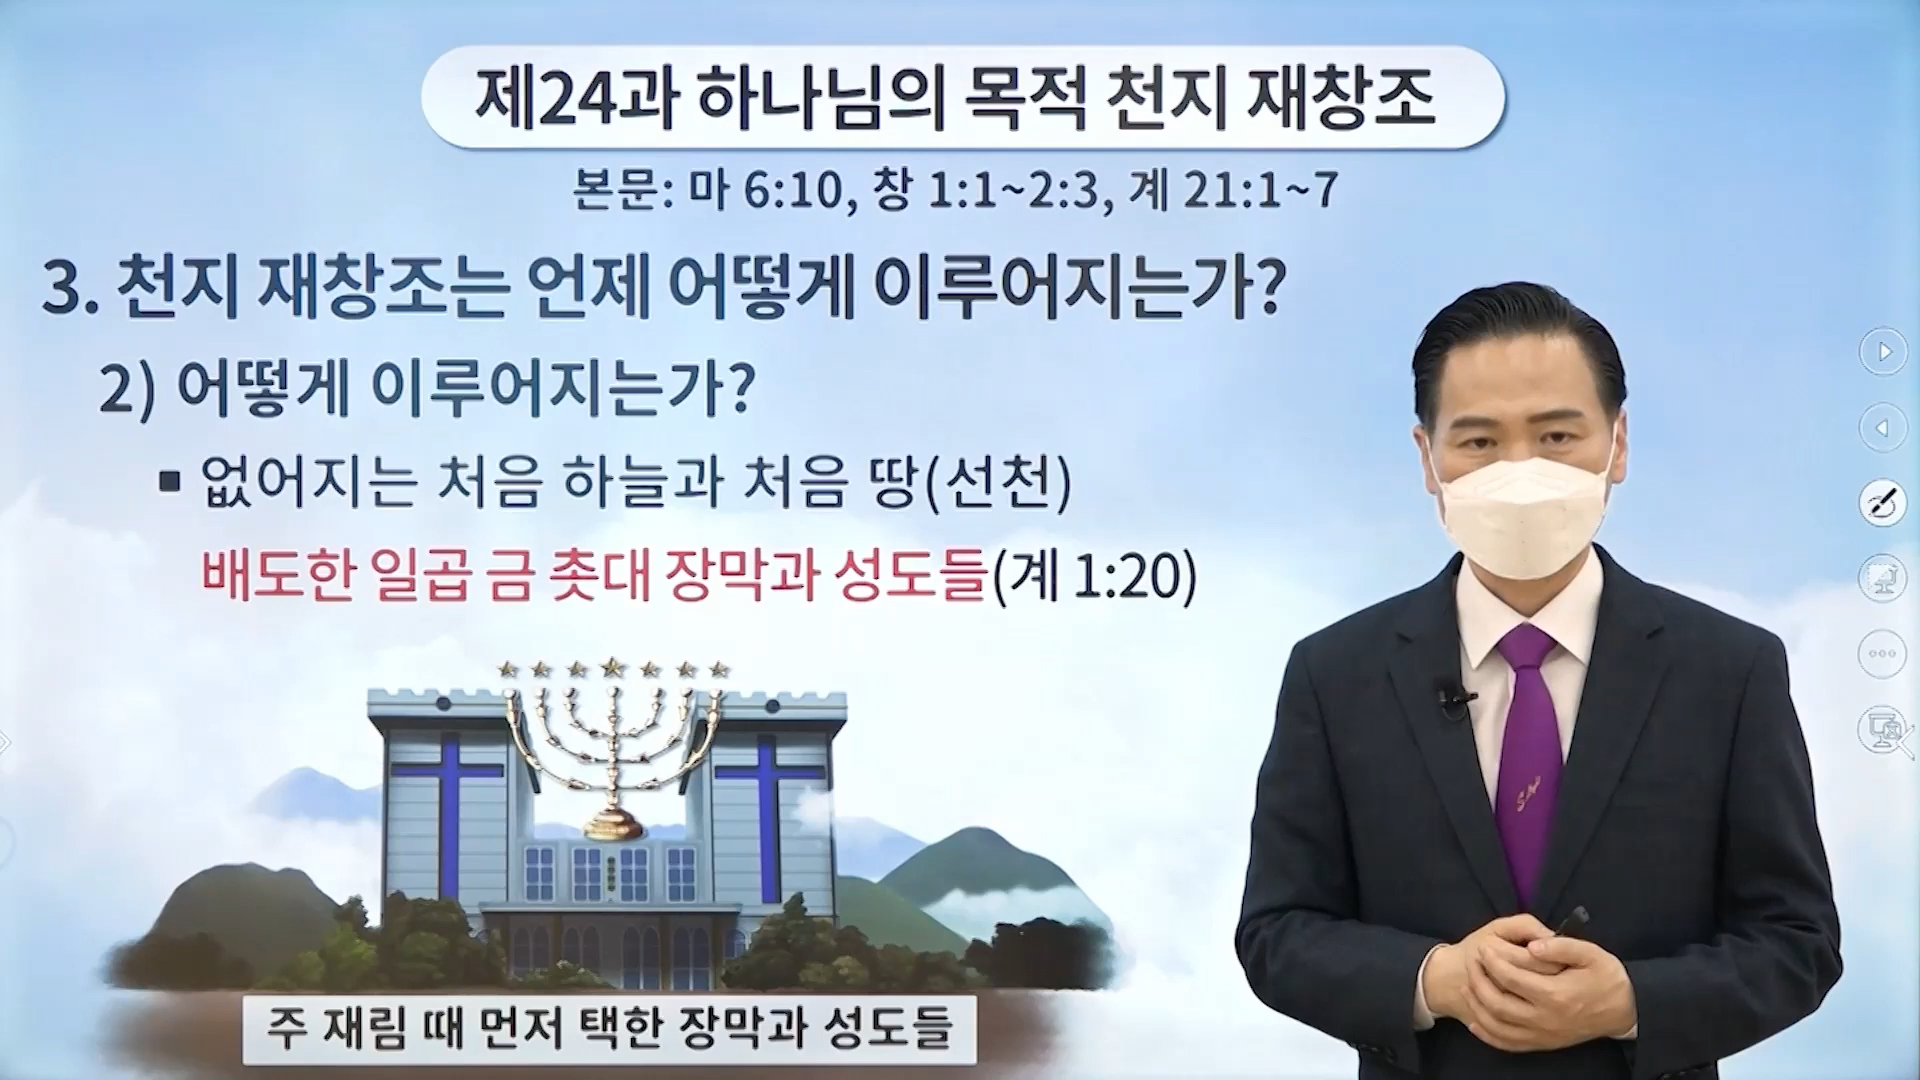 제24과 하나님의 목적 천지 재창조
본문: 마 6:10, 창 1:1~2:3, 계 21:1~7
3. 천지 재창조는 언제 어떻게 이루어지는가?
2) 어떻게 이루어지는가?
▪ 없어지는 처음 하늘과 처음 땅(선천)
배도한 일곱 금 촛대 장막과 성도들(계 1:20)
주 재림 때 먼저 택한 장막과 성도들